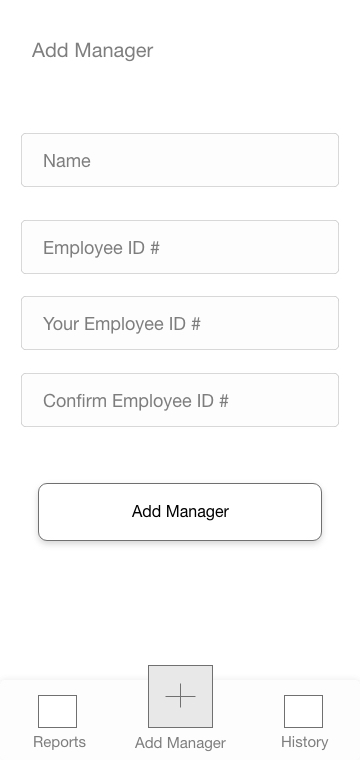 Add Manager
Name
Employee ID #
Your Employee ID #
Confirm Employee ID #
Add Manager
Reports
Add Manager
History